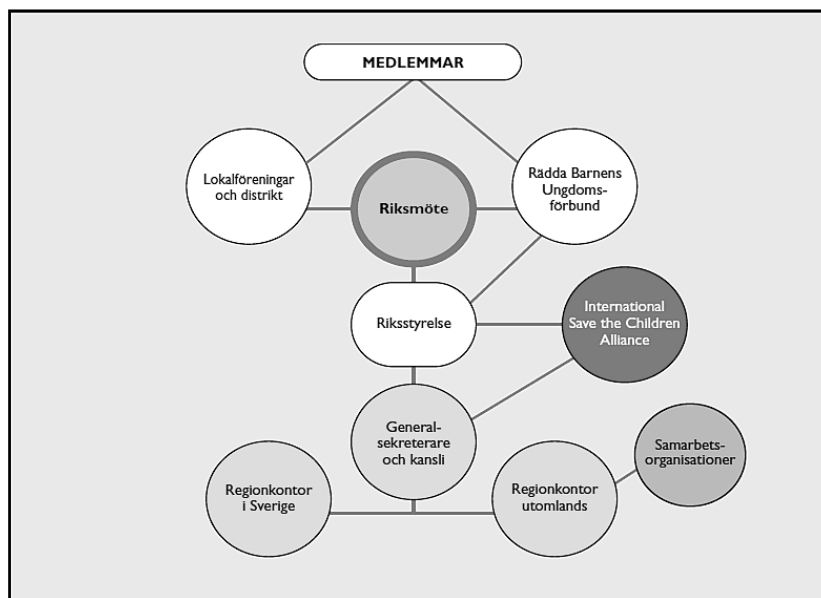 MEDLEMMAR
Lokalföreningar
och distrikt
Riksmöte
Rädda Barnens
Ungdoms-
förbund
Riksstyrelse
International
Save the Children
Alliance
General-
sekreterare
och kansli
Samarbets-
organisationer
Regionkontor
i Sverige
Regionkontor
utomlands